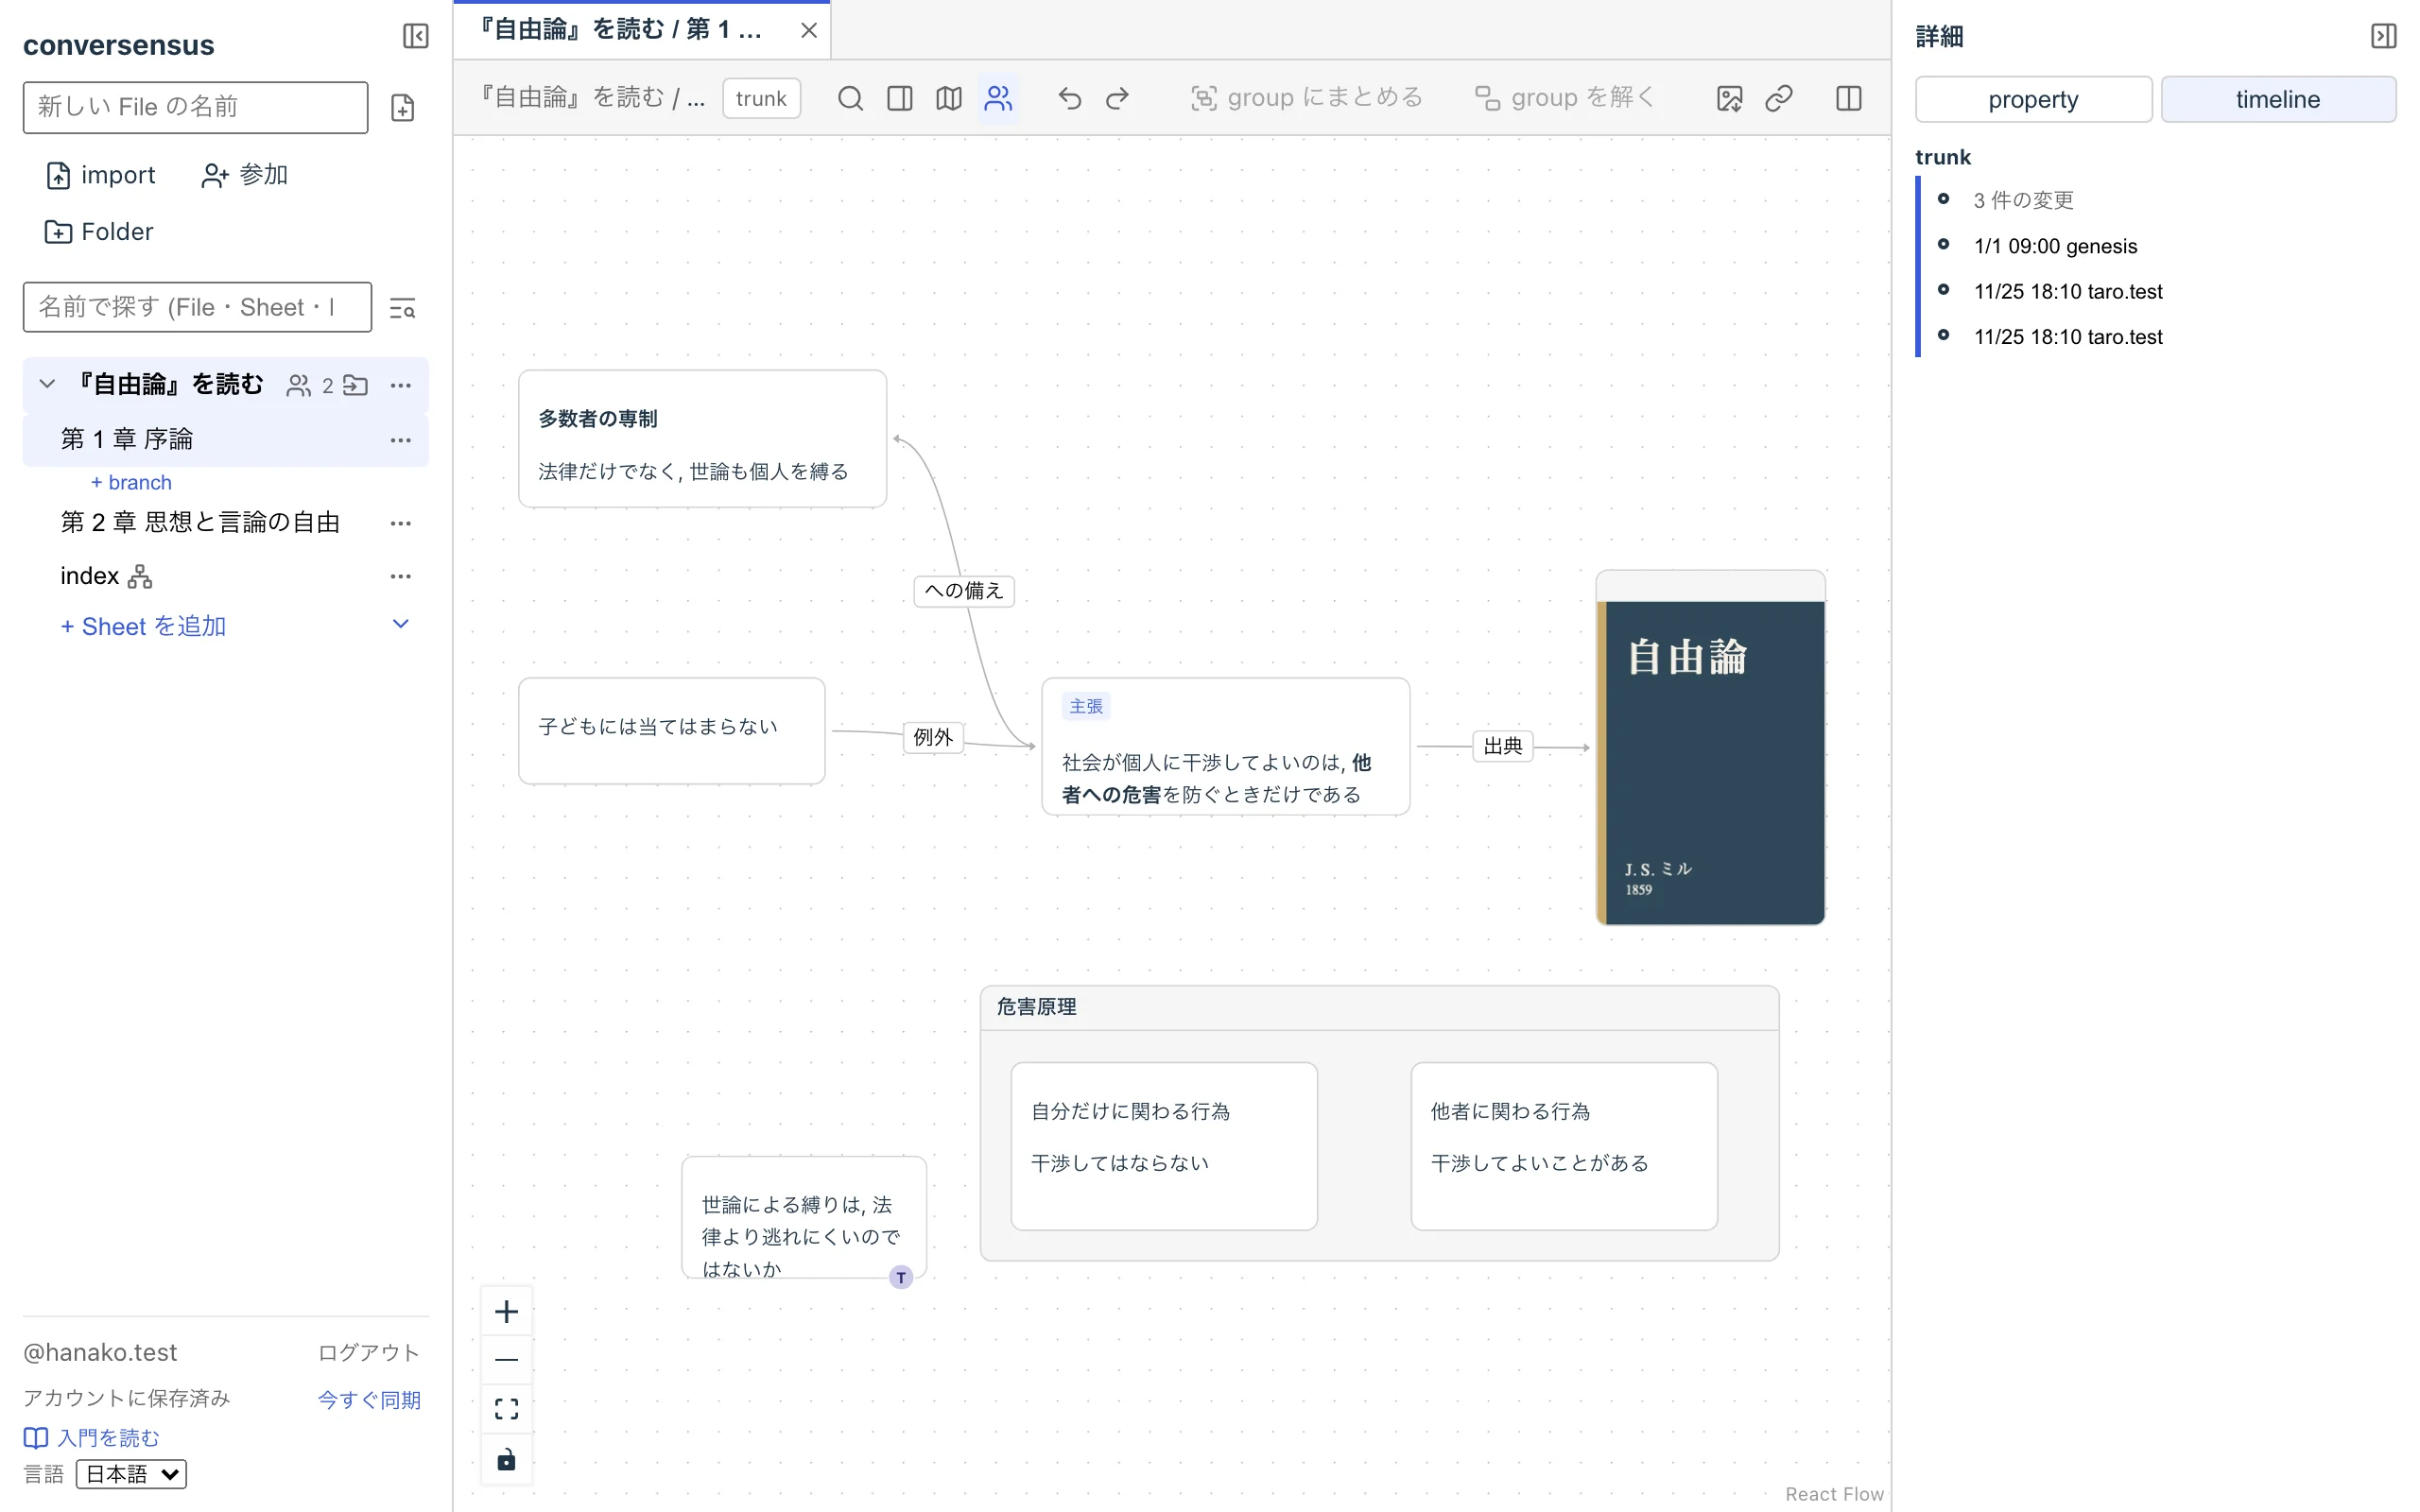 conversensus
新しい File の名前
import
参加
Folder
名前で探す (File・Sheet・
『自由論』を読む
2
第 1 章 序論
+ branch
第 2 章 思想と言論の自由
index
+ Sheet を追加
@hanako.test
ログアウト
アカウントに保存済み
今すぐ同期
入門を読む
言語
日本語
『自由論』を読む / 第 1 ...
『自由論』を読む / ...
trunk
group にまとめる
group を解く
多数者の専制
法律だけでなく, 世論も個人を縛る
への備え
子どもには当てはまらない
例外
主張
社会が個人に干渉してよいのは, 他
者への危害を防ぐときだけである
出典
自由論
J. S. ミル
1859
危害原理
自分だけに関わる行為
干渉してはならない
他者に関わる行為
干渉してよいことがある
世論による縛りは, 法
律より逃れにくいので
はないか
T
React Flow
詳細
property
timeline
trunk
3 件の変更
1/1 09:00 genesis
11/25 18:10 taro.test
11/25 18:10 taro.test